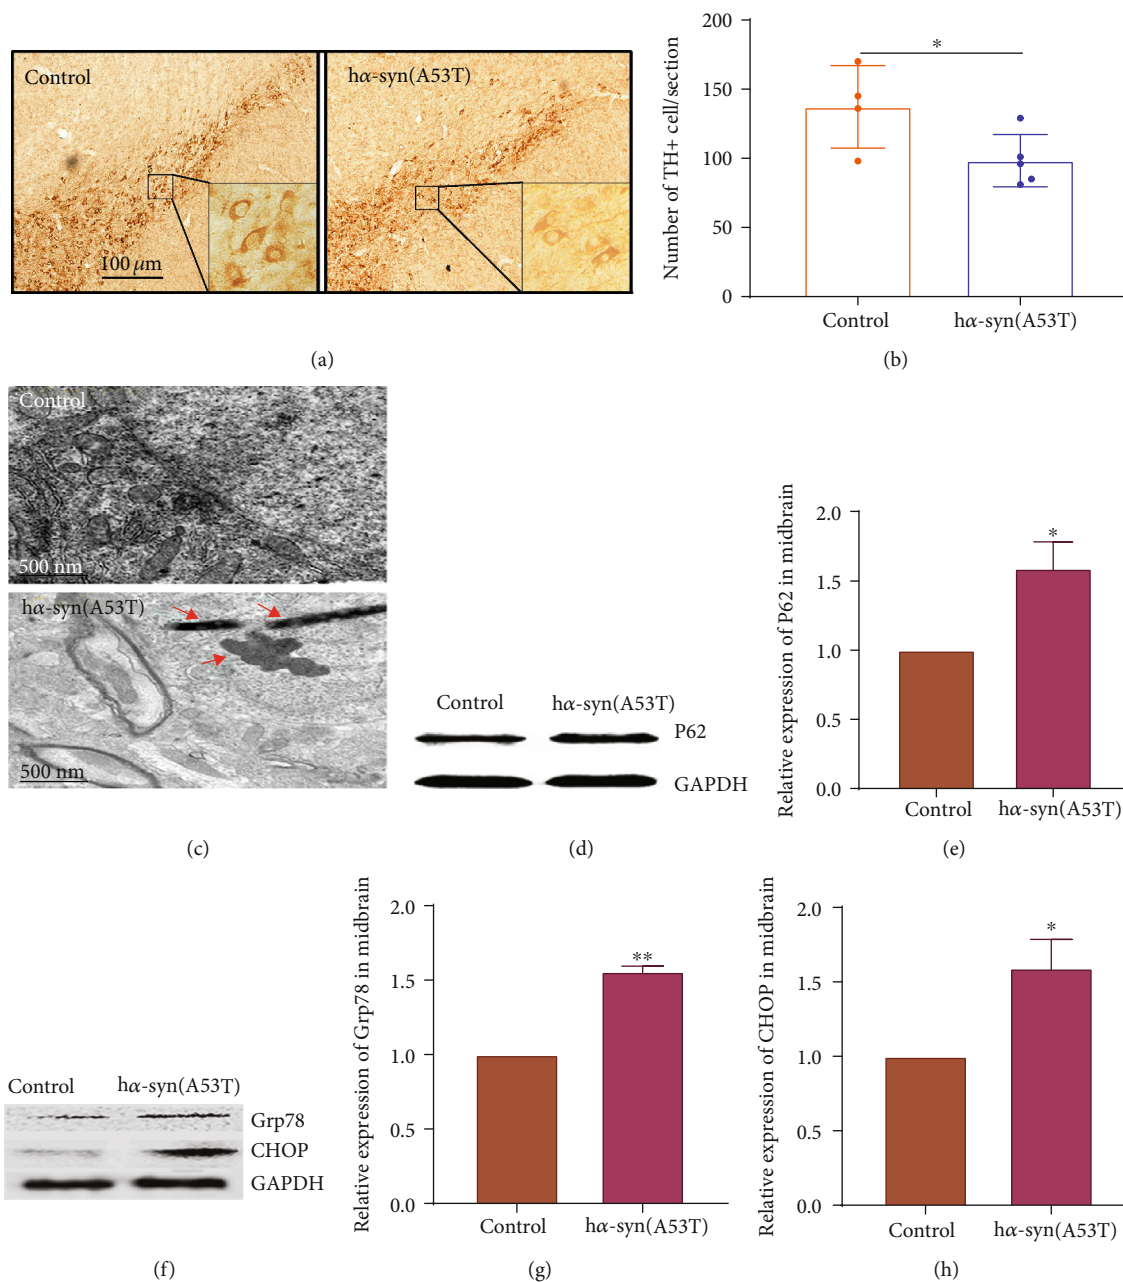 Control
hα-syn(A53T)
100 μm
(a)
Number of TH+ cell/section
200
150
100
50
0
*
Control
hα-syn(A53T)
(b)
Control
500 nm
hα-syn(A53T)
500 nm
(c)
Control
hα-syn(A53T)
P62
GAPDH
(d)
Relative expression of P62 in midbrain
2.0
1.5
1.0
0.5
0.0
*
Control
hα-syn(A53T)
(e)
Control
hα-syn(A53T)
Grp78
CHOP
GAPDH
(f)
Relative expression of Grp78 in midbrain
2.0
1.5
1.0
0.5
0.0
**
Control
hα-syn(A53T)
(g)
Relative expression of CHOP in midbrain
2.0
1.5
1.0
0.5
0.0
*
Control
hα-syn(A53T)
(h)